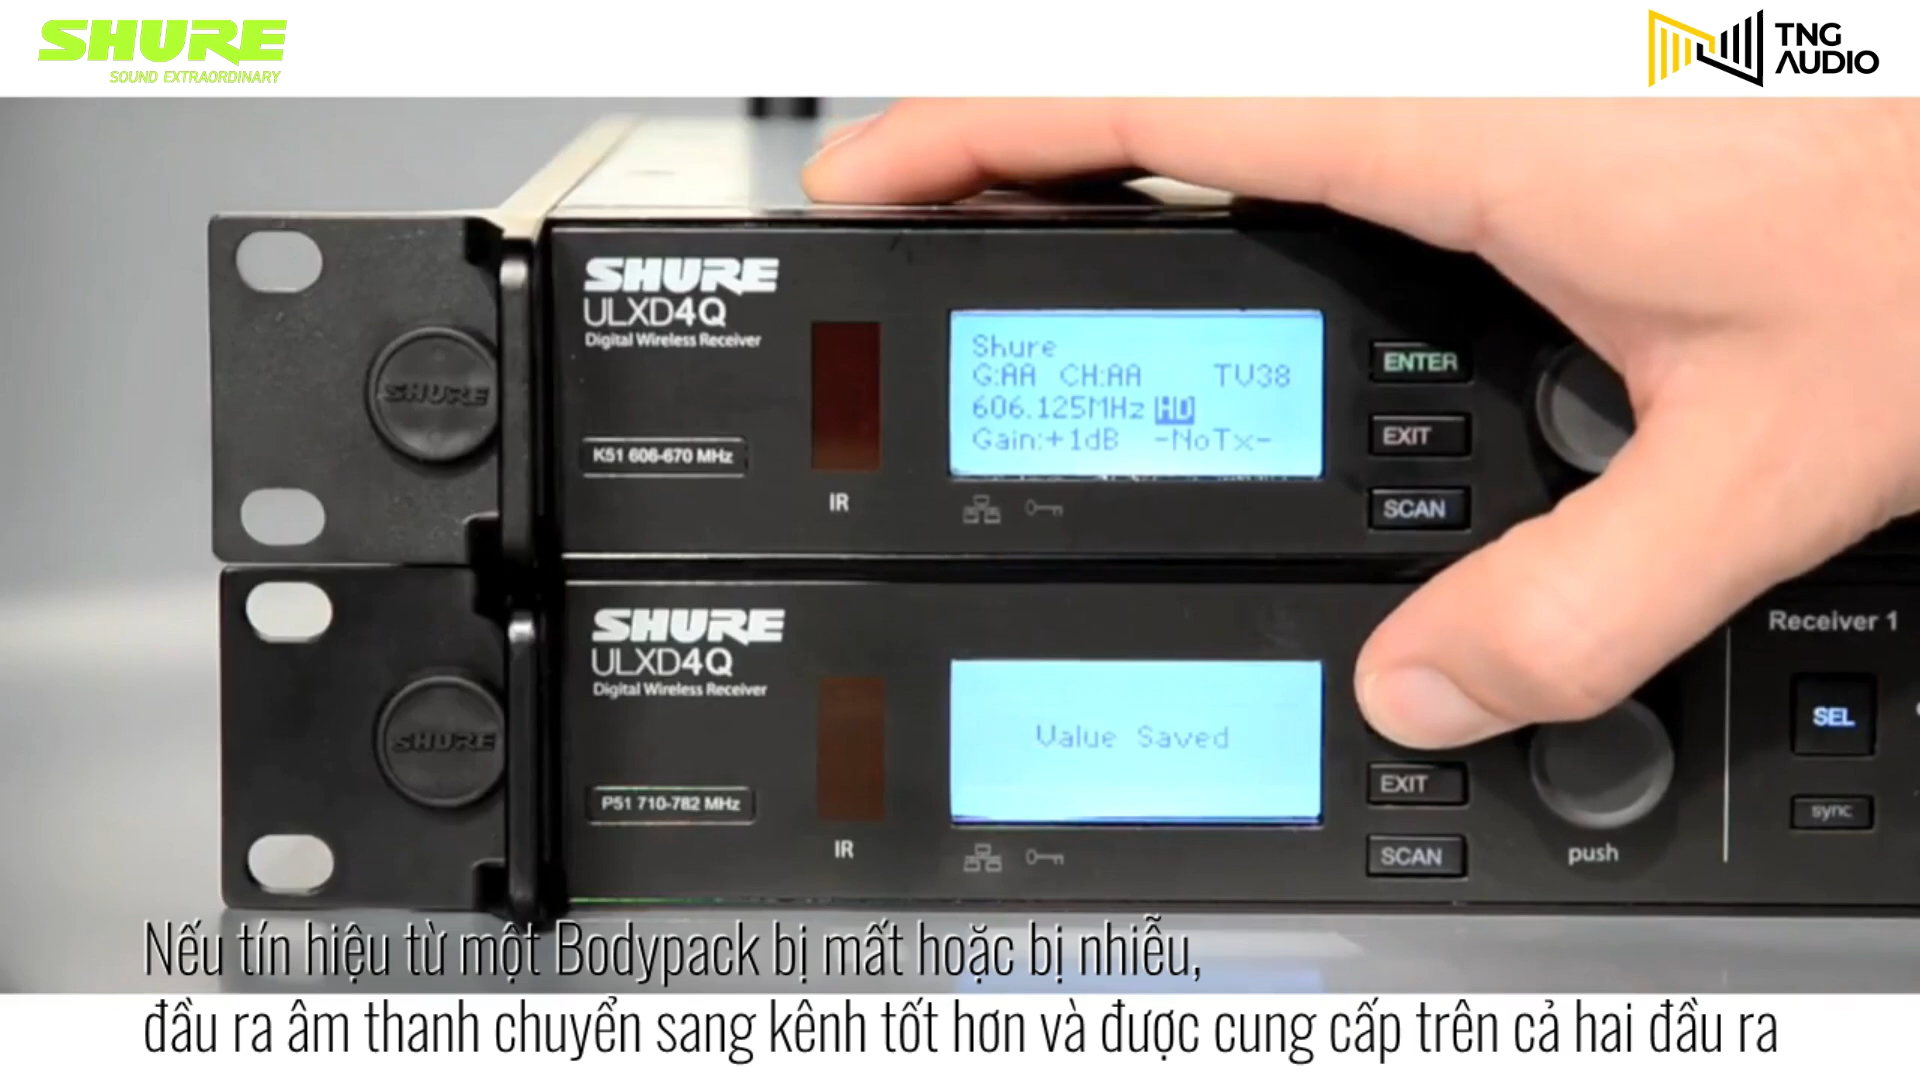 SHURE
SOUND EXTRAORDINARY
TNG
AUDIO
SHURE
ULXD4Q
Digital Wireless Receiver
SHURE
K51 606-670 MHz
IR
Shure
G:AA CH:AA TV38
606.125MHz HD
Gain:+1dB -NoTx-
ENTER
EXIT
SCAN
SHURE
ULXD4Q
Digital Wireless Receiver
SHURE
P51 710-782 MHz
IR
Value Saved
EXIT
SCAN
push
Receiver 1
SEL
sync
Nếu tín hiệu từ một Bodypack bị mất hoặc bị nhiễu,
đầu ra âm thanh chuyển sang kênh tốt hơn và được cung cấp trên cả hai đầu ra